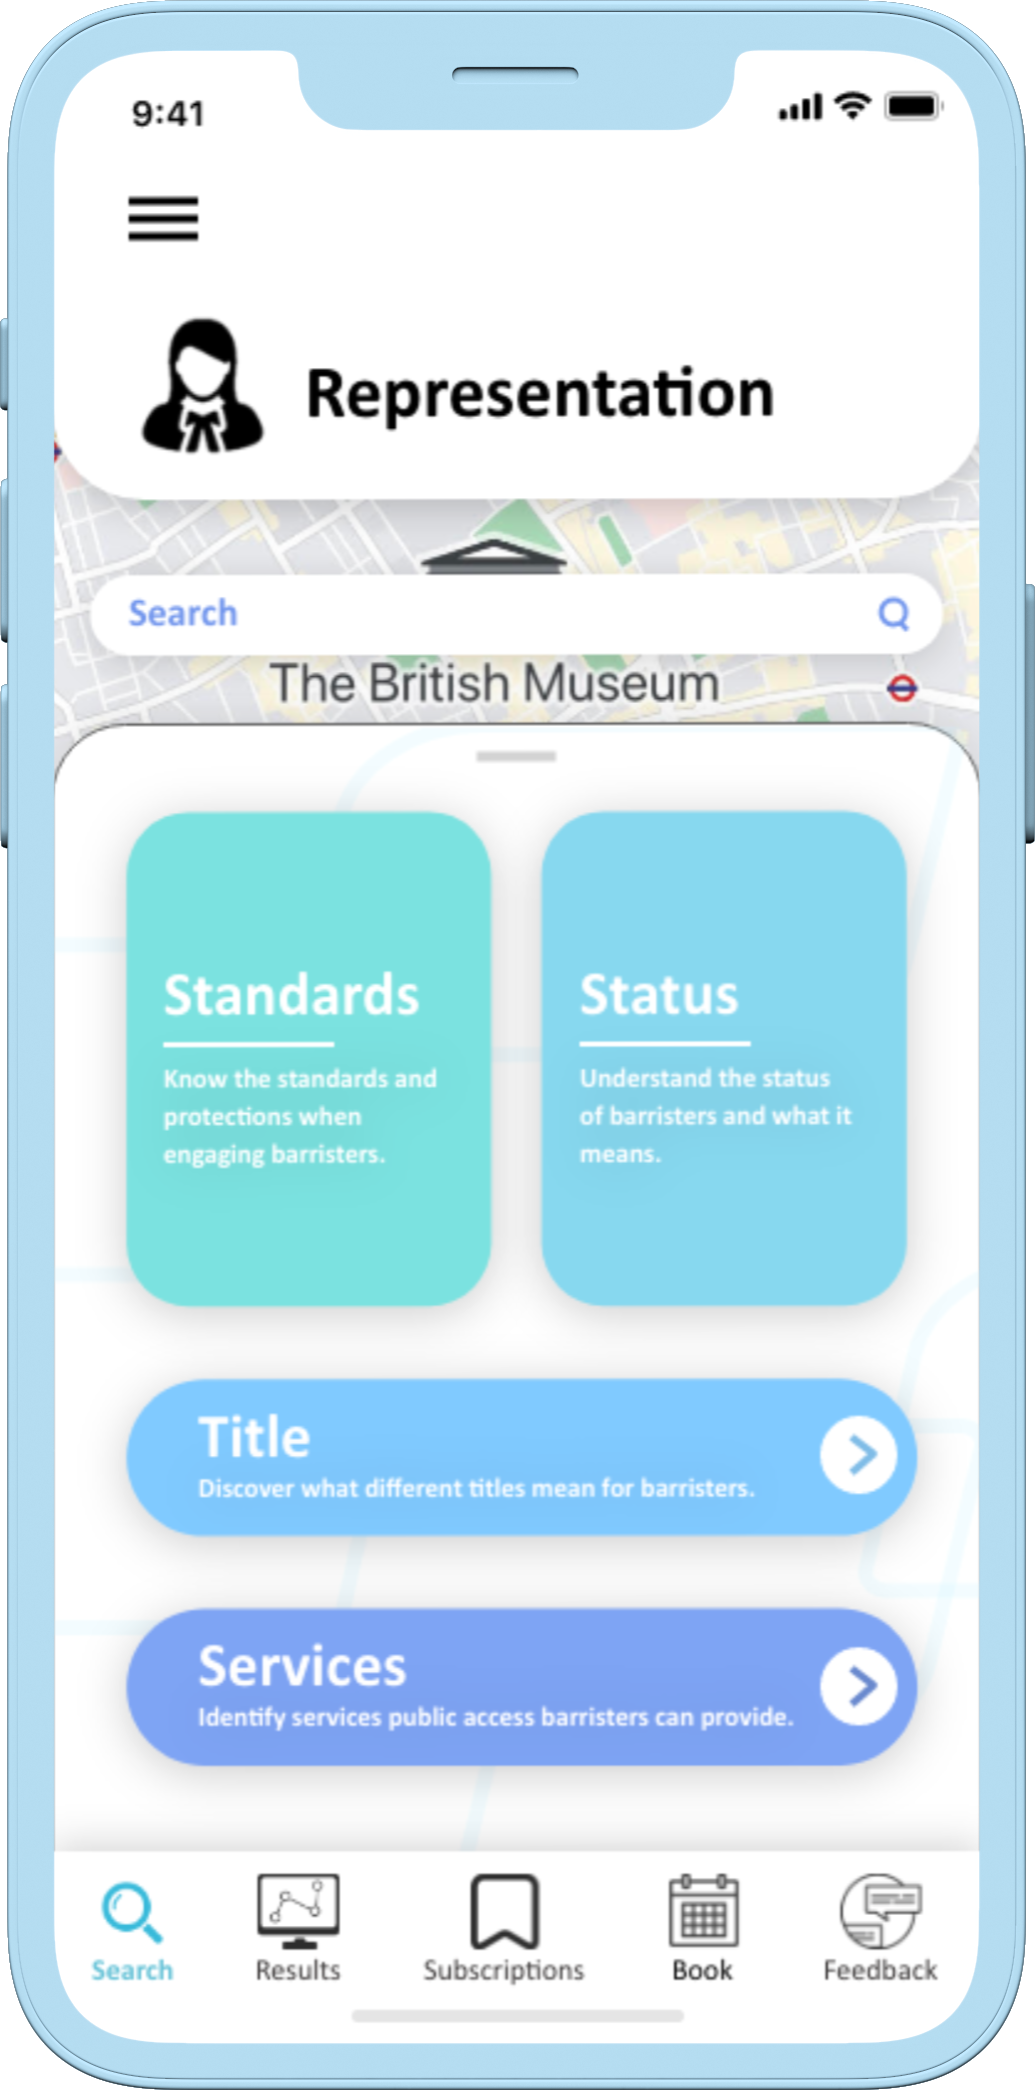 9:41
Representation
Search
The British Museum
Standards
Know the standards and
protections when
engaging barristers.
Status
Understand the status
of barristers and what it
means.
Title
Discover what different titles mean for barristers.
Services
Identify services public access barristers can provide.
Search
Results
Subscriptions
Book
Feedback